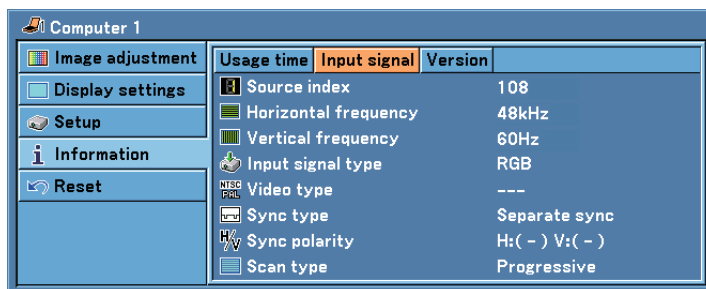 Computer 1
Image adjustment
Display settings
Setup
Information
Reset
Usage time Input signal Version
Source index 108
Horizontal frequency 48kHz
Vertical frequency 60Hz
Input signal type RGB
NTSC PAL Video type ---
Sync type Separate sync
H/V Sync polarity H:( – ) V:( – )
Scan type Progressive